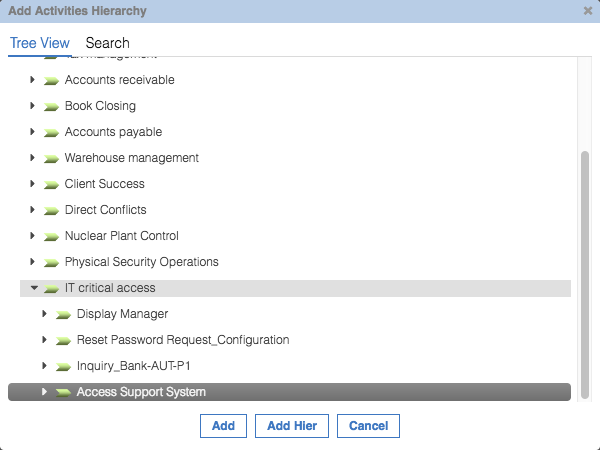 Add Activities Hierarchy
Tree View Search
Tax management
Accounts receivable
Book Closing
Accounts payable
Warehouse management
Client Success
Direct Conflicts
Nuclear Plant Control
Physical Security Operations
IT critical access
Display Manager
Reset Password Request_Configuration
Inquiry_Bank-AUT-P1
Access Support System
Add Add Hier Cancel